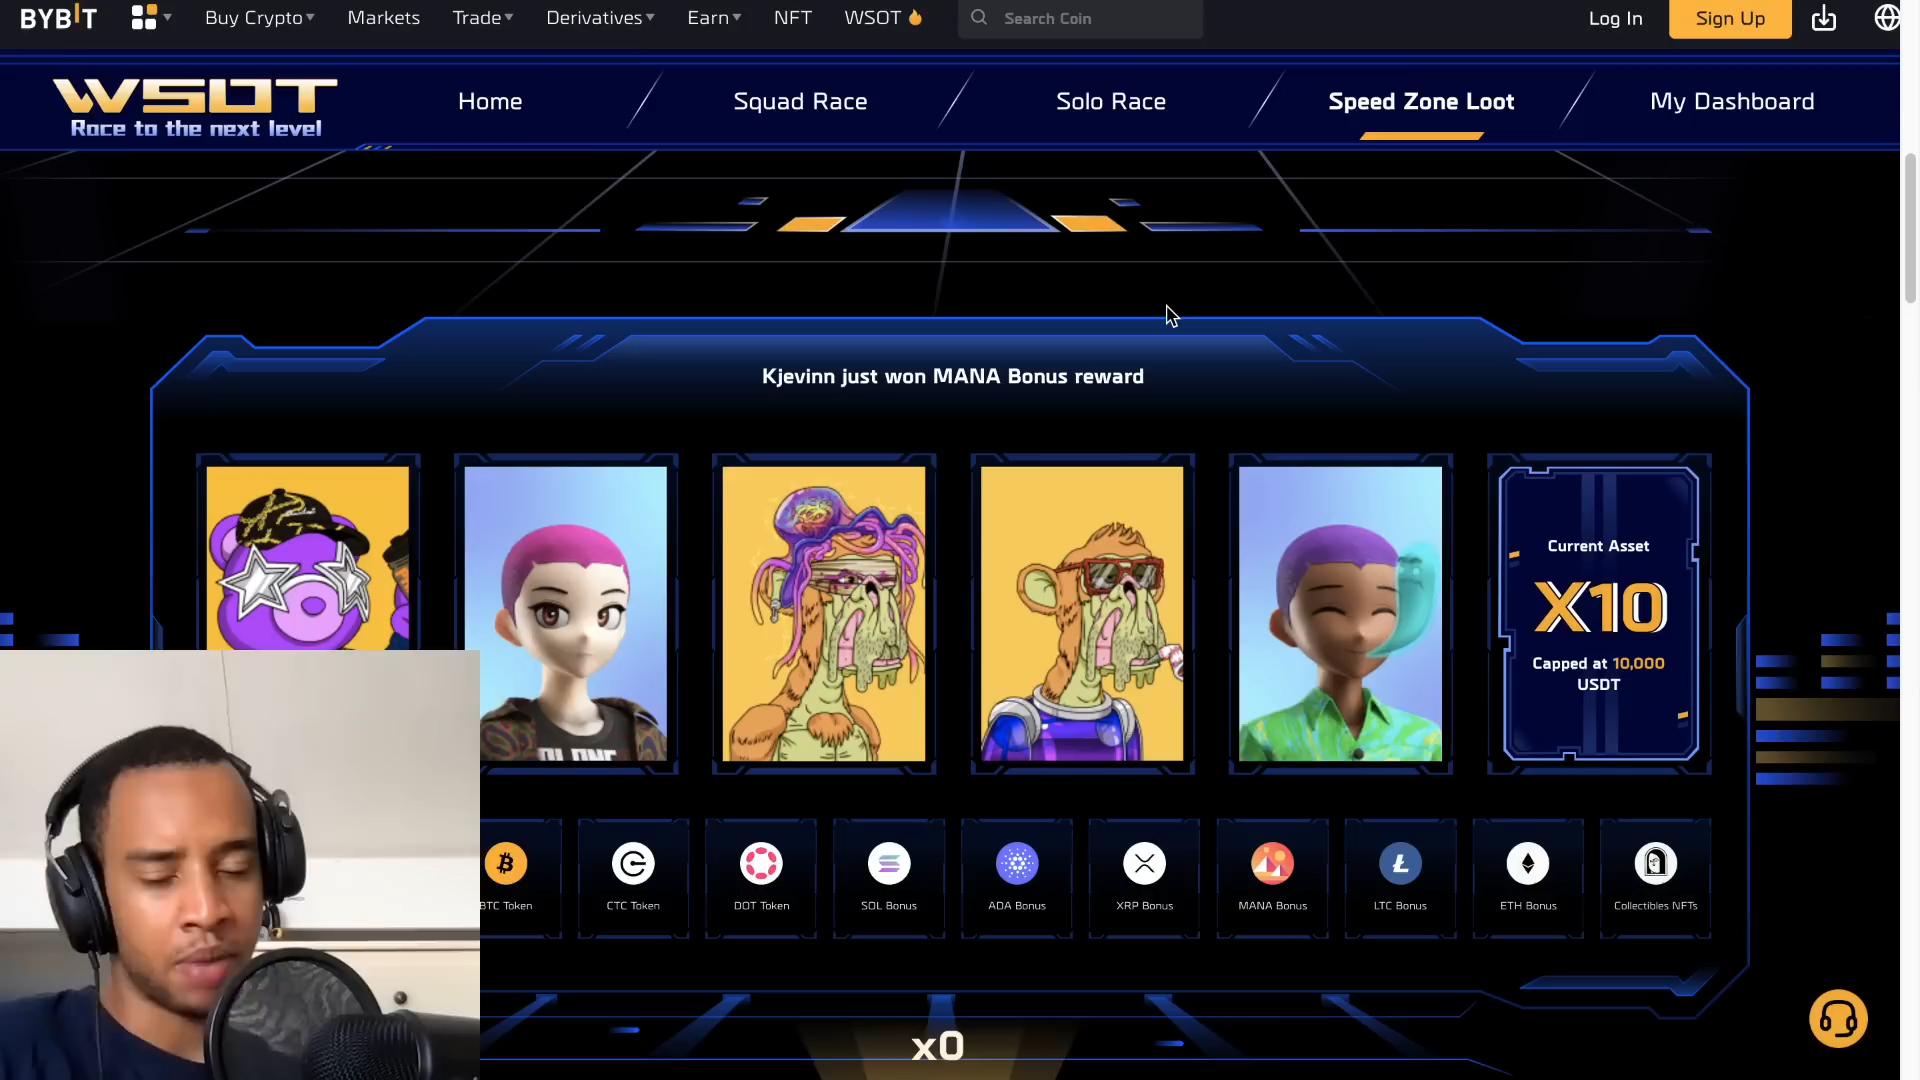 BYBIT
Buy Crypto
Markets
Trade
Derivatives
Earn
NFT
WSOT
Search Coin
Log In
Sign Up
WSOT
Race to the next level
Home
Squad Race
Solo Race
Speed Zone Loot
My Dashboard
Kjevinn just won MANA Bonus reward
Current Asset
X10
Capped at 10,000
USDT
BTC Token
CTC Token
DOT Token
SOL Bonus
ADA Bonus
XRP Bonus
MANA Bonus
LTC Bonus
ETH Bonus
Collectibles NFTs
x0